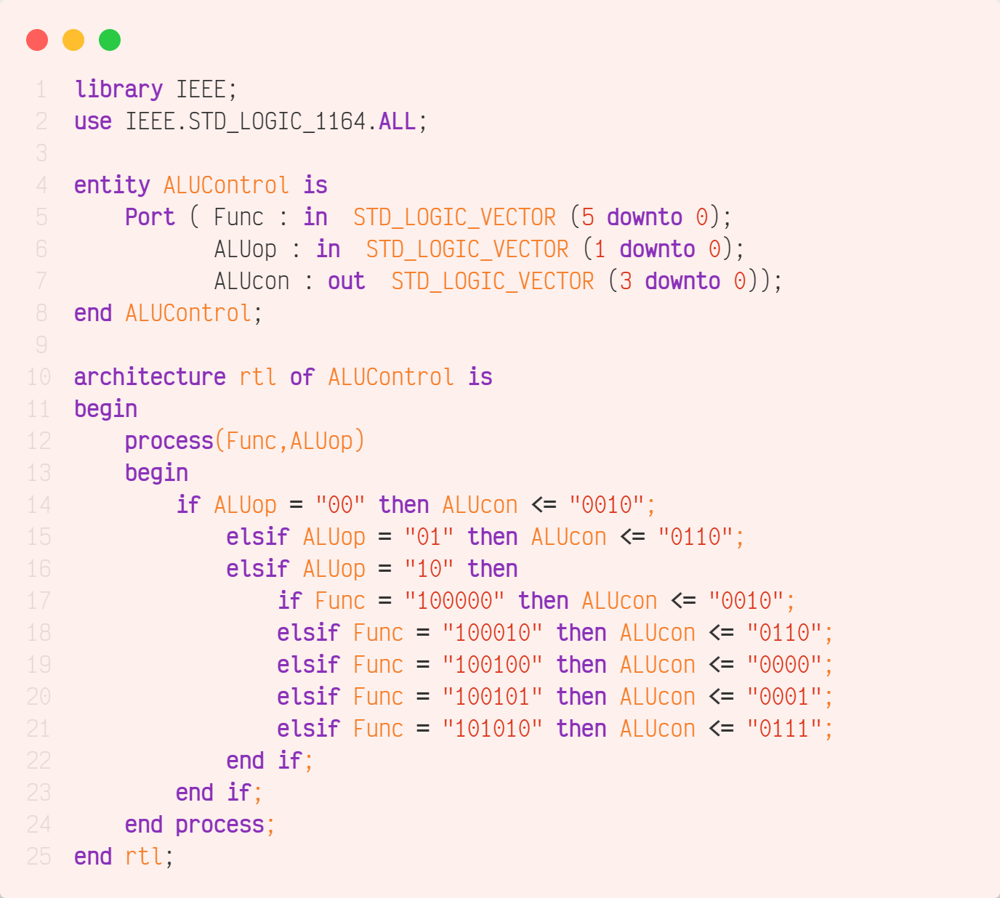 1 library IEEE;
2 use IEEE.STD_LOGIC_1164.ALL;
3
4 entity ALUControl is
5     Port ( Func : in  STD_LOGIC_VECTOR (5 downto 0);
6            ALUop : in  STD_LOGIC_VECTOR (1 downto 0);
7            ALUcon : out  STD_LOGIC_VECTOR (3 downto 0));
8 end ALUControl;
9
10 architecture rtl of ALUControl is
11 begin
12     process(Func,ALUop)
13     begin
14         if ALUop = "00" then ALUcon <= "0010";
15             elsif ALUop = "01" then ALUcon <= "0110";
16             elsif ALUop = "10" then
17                 if Func = "100000" then ALUcon <= "0010";
18                 elsif Func = "100010" then ALUcon <= "0110";
19                 elsif Func = "100100" then ALUcon <= "0000";
20                 elsif Func = "100101" then ALUcon <= "0001";
21                 elsif Func = "101010" then ALUcon <= "0111";
22             end if;
23         end if;
24     end process;
25 end rtl;